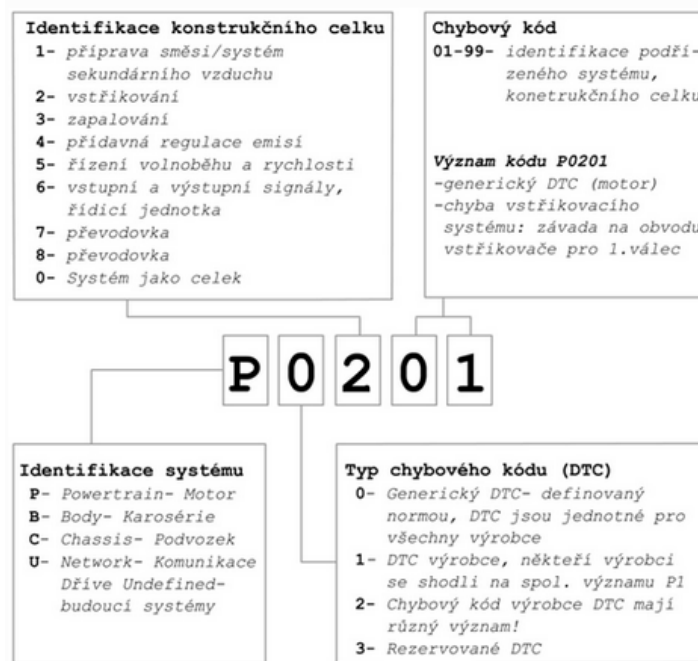 Identifikace konstrukčního celku
1- příprava směsi/systém
sekundárního vzduchu
2- vstřikování
3- zapalování
4- přídavná regulace emisí
5- řízení volnoběhu a rychlosti
6- vstupní a výstupní signály,
řídicí jednotka
7- převodovka
8- převodovka
0- Systém jako celek
Chybový kód
01-99- identifikace podří-
zeného systému,
konetrukčního celku
Význam kódu P0201
-generický DTC (motor)
-chyba vstřikovacího
systému: závada na obvodu
vstřikovače pro 1.válec
P0201
Identifikace systému
P- Powertrain- Motor
B- Body- Karosérie
C- Chassis- Podvozek
U- Network- Komunikace
Dříve Undefined-
budoucí systémy
Typ chybového kódu (DTC)
0- Generický DTC- definovaný
normou, DTC jsou jednotné pro
všechny výrobce
1- DTC výrobce, někteří výrobci
se shodli na spol. významu P1
2- Chybový kód výrobce DTC mají
různý význam!
3- Rezervované DTC